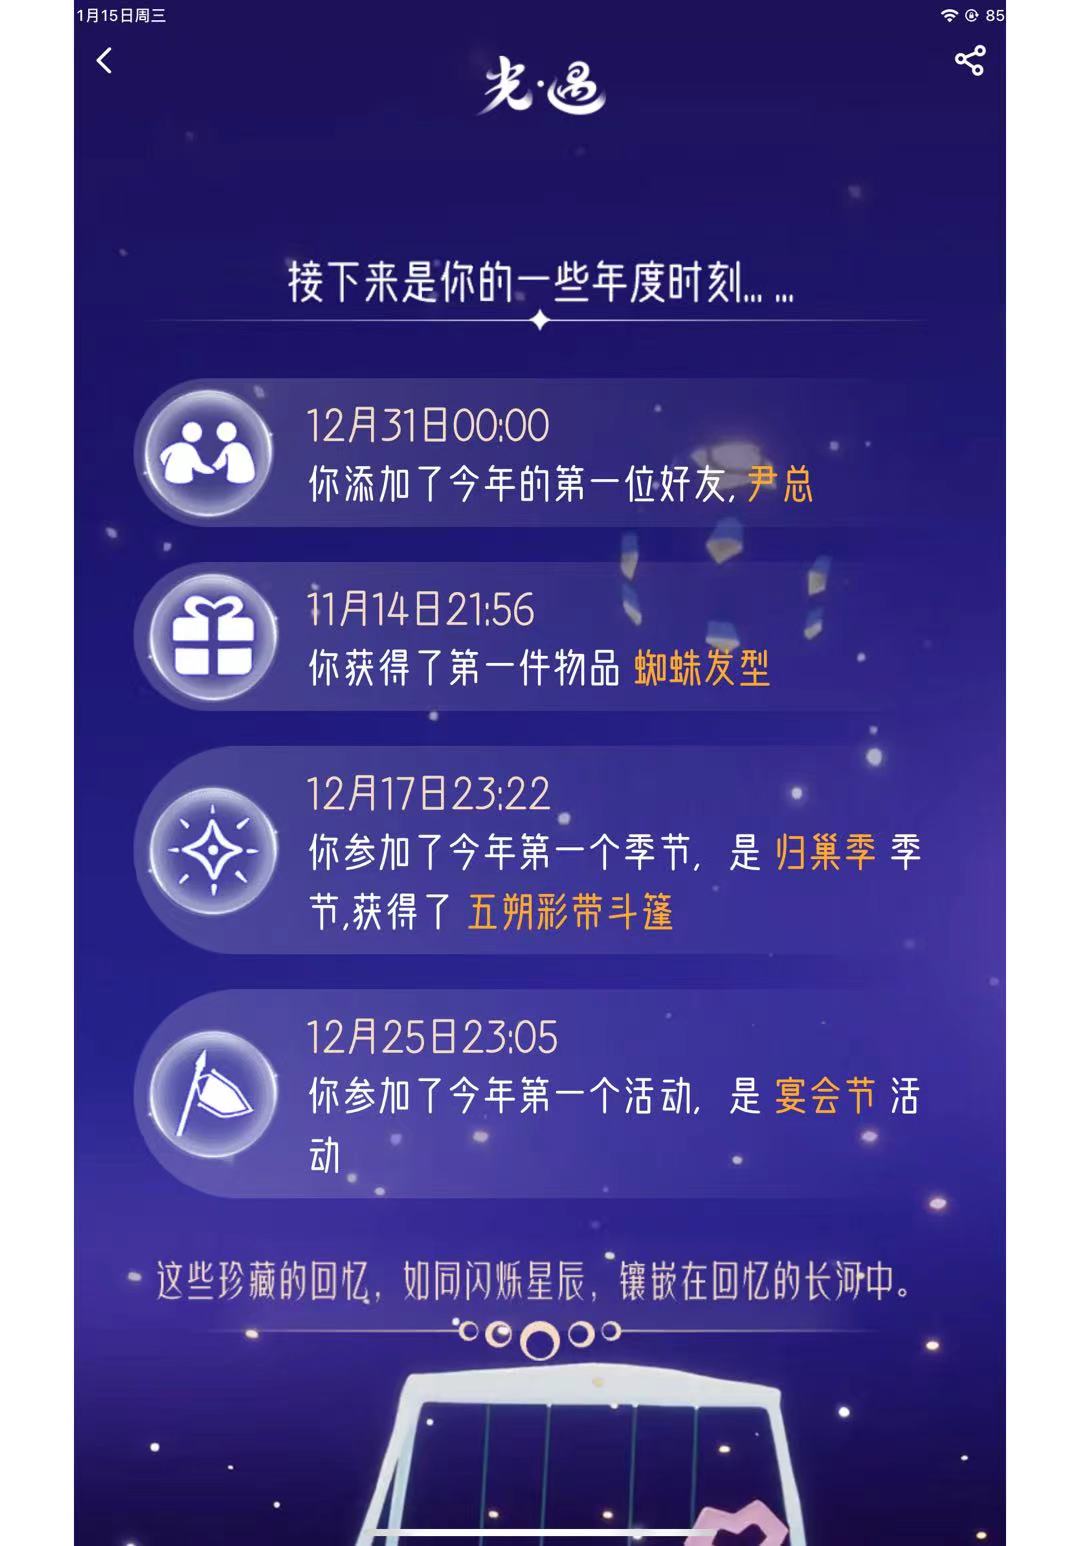 1月15日周三
85
光·遇
接下来是你的一些年度时刻... ...
12月31日00:00
你添加了今年的第一位好友, 尹总
11月14日21:56
你获得了第一件物品 蜘蛛发型
12月17日23:22
你参加了今年第一个季节, 是 归巢季 季
节,获得了 五朔彩带斗篷
12月25日23:05
你参加了今年第一个活动, 是 宴会节 活
动
这些珍藏的回忆，如同闪烁星辰，镶嵌在回忆的长河中。